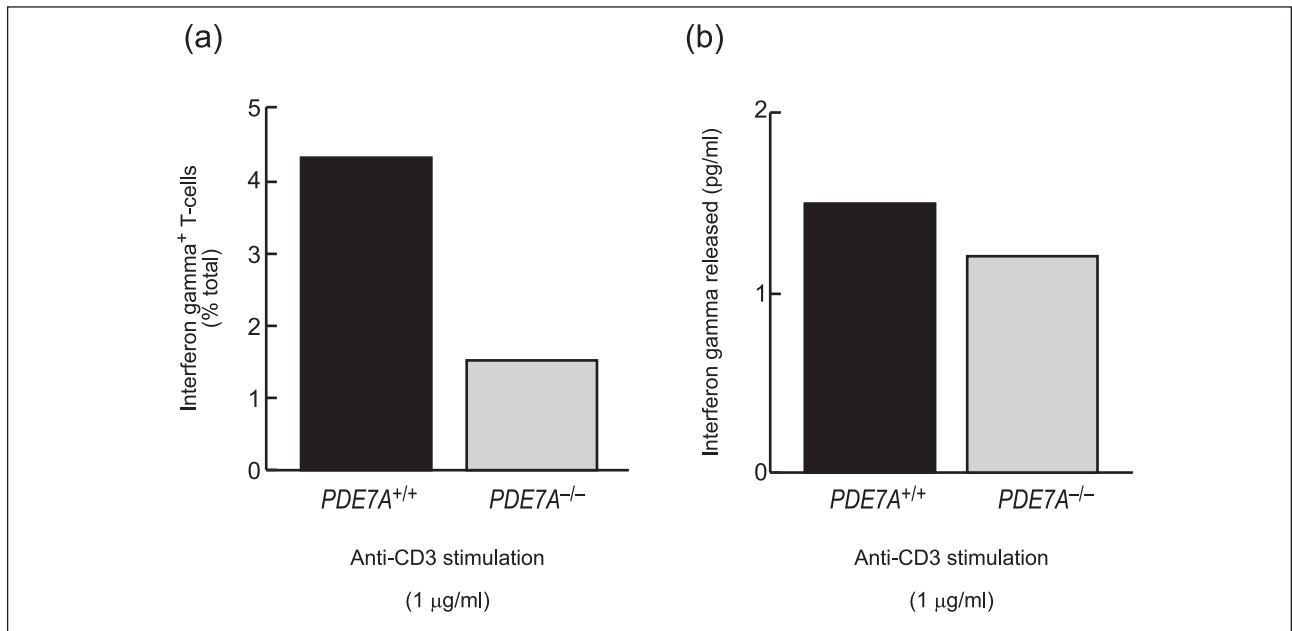 (a)
5
4
3
2
1
0
Interferon gamma⁺ T-cells
(% total)
PDE7A⁺/⁺
PDE7A⁻/⁻
Anti-CD3 stimulation
(1 μg/ml)
(b)
2
1
0
Interferon gamma released (pg/ml)
PDE7A⁺/⁺
PDE7A⁻/⁻
Anti-CD3 stimulation
(1 μg/ml)